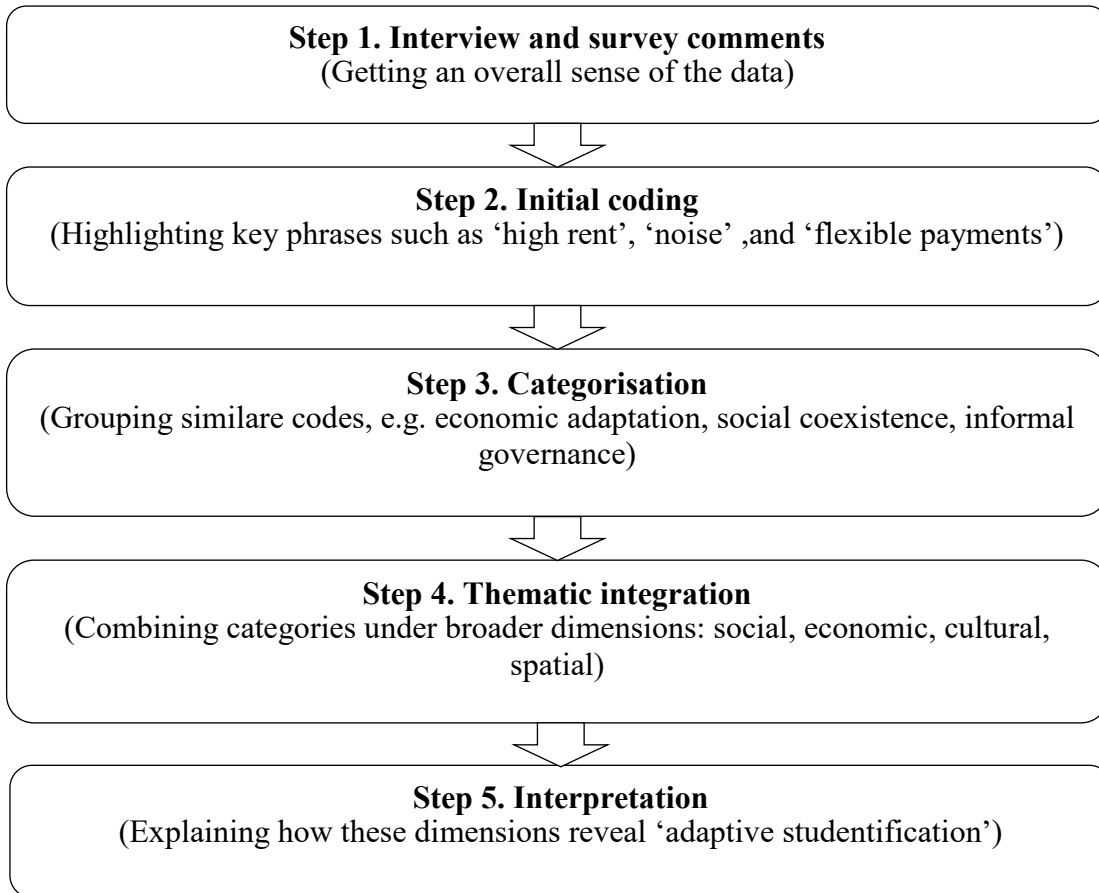 Step 1. Interview and survey comments
(Getting an overall sense of the data)
Step 2. Initial coding
(Highlighting key phrases such as ‘high rent’, ‘noise’ ,and ‘flexible payments’)
Step 3. Categorisation
(Grouping similare codes, e.g. economic adaptation, social coexistence, informal
governance)
Step 4. Thematic integration
(Combining categories under broader dimensions: social, economic, cultural,
spatial)
Step 5. Interpretation
(Explaining how these dimensions reveal ‘adaptive studentification’)